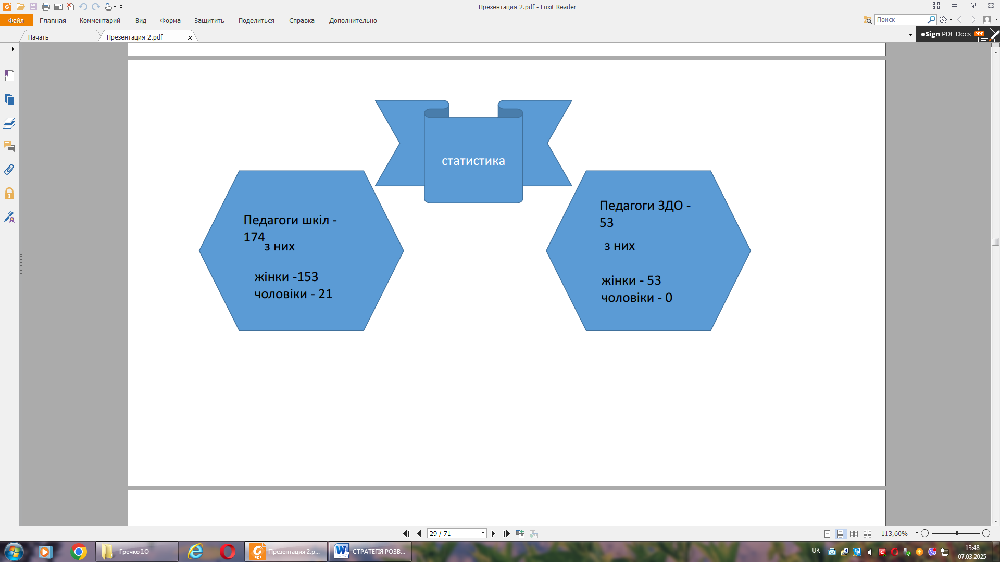 Презентация 2.pdf - Foxit Reader
Файл Главная Комментарий Вид Форма Защитить Поделиться Справка Дополнительно
Поиск
Начать
Презентация 2.pdf
eSign PDF Docs PDF
статистика
Педагоги шкіл -
174
з них
жінки -153
чоловіки - 21
Педагоги ЗДО -
53
з них
жінки - 53
чоловіки - 0
29 / 71
113,60%
Гречко І.О
PDF
Презентация 2.p...
СТРАТЕГІЯ РОЗВ...
UK
13:48
07.03.2025